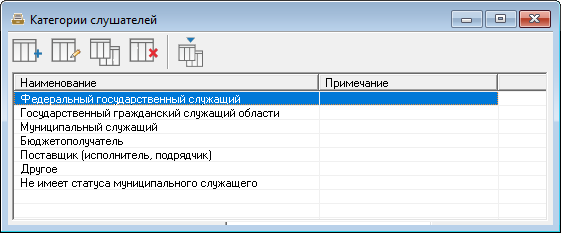 Категории слушателей
Наименование Примечание
Федеральный государственный служащий
Государственный гражданский служащий области
Муниципальный служащий
Бюджетополучатель
Поставщик (исполнитель, подрядчик)
Другое
Не имеет статуса муниципального служащего